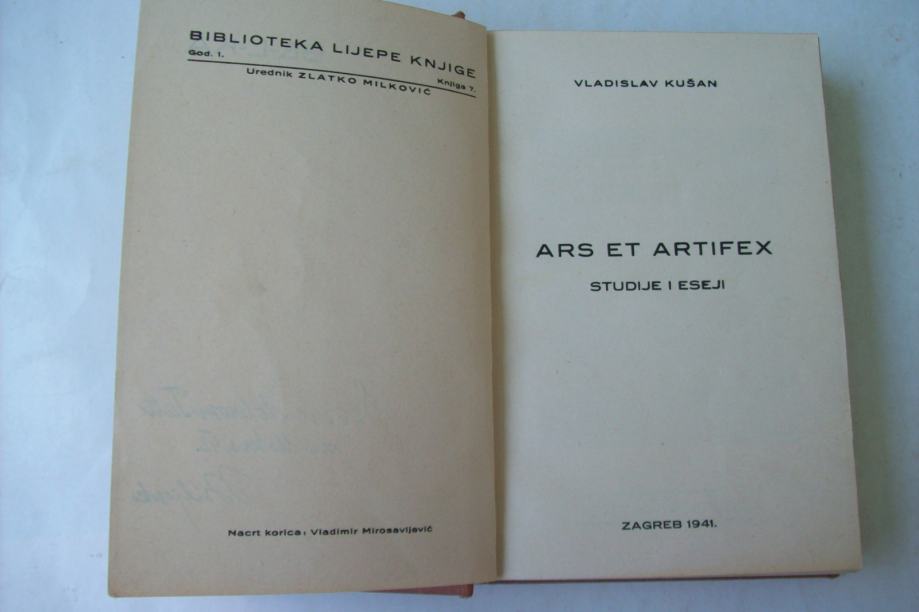 BIBLIOTEKA LIJEPE KNJIGE
God. 1.
Knjiga 7.
Urednik ZLATKO MILKOVIĆ
Nacrt korica: Vladimir Mirosavljević
VLADISLAV KUŠAN
ARS ET ARTIFEX
STUDIJE I ESEJI
ZAGREB 1941.